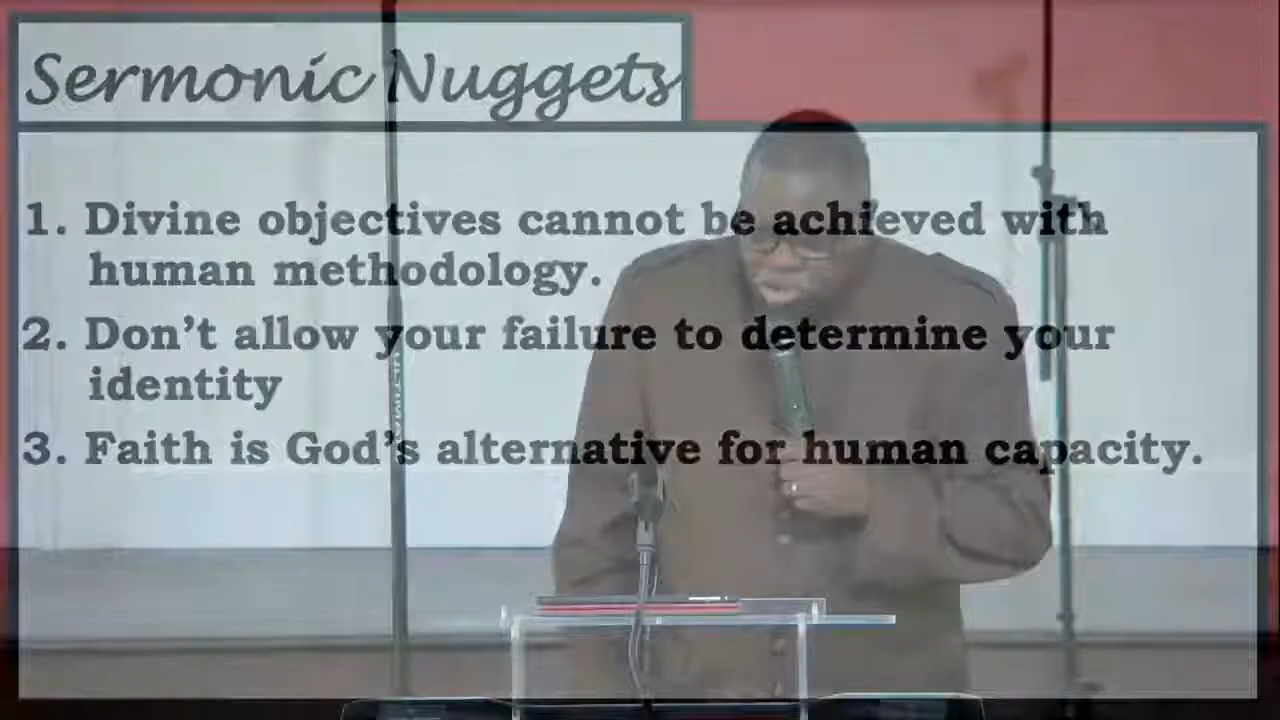 Sermonic Nuggets
1. Divine objectives cannot be achieved with
human methodology.
2. Don't allow your failure to determine your
identity
3. Faith is God's alternative for human capacity.